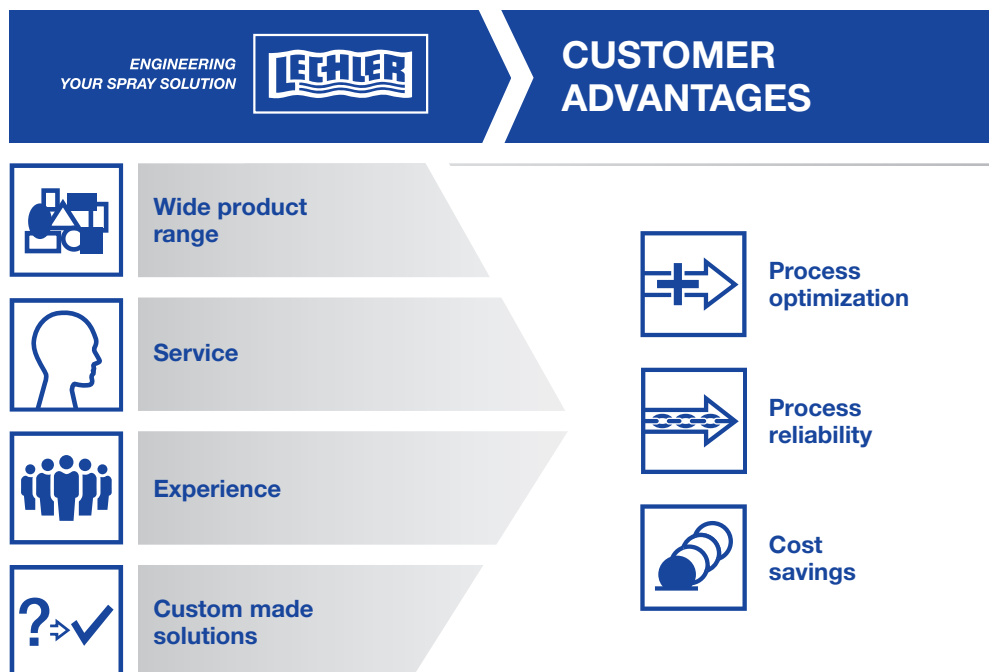 ENGINEERING
YOUR SPRAY SOLUTION
LECHLER
CUSTOMER
ADVANTAGES
Wide product
range
Service
Experience
?
Custom made
solutions
Process
optimization
Process
reliability
Cost
savings